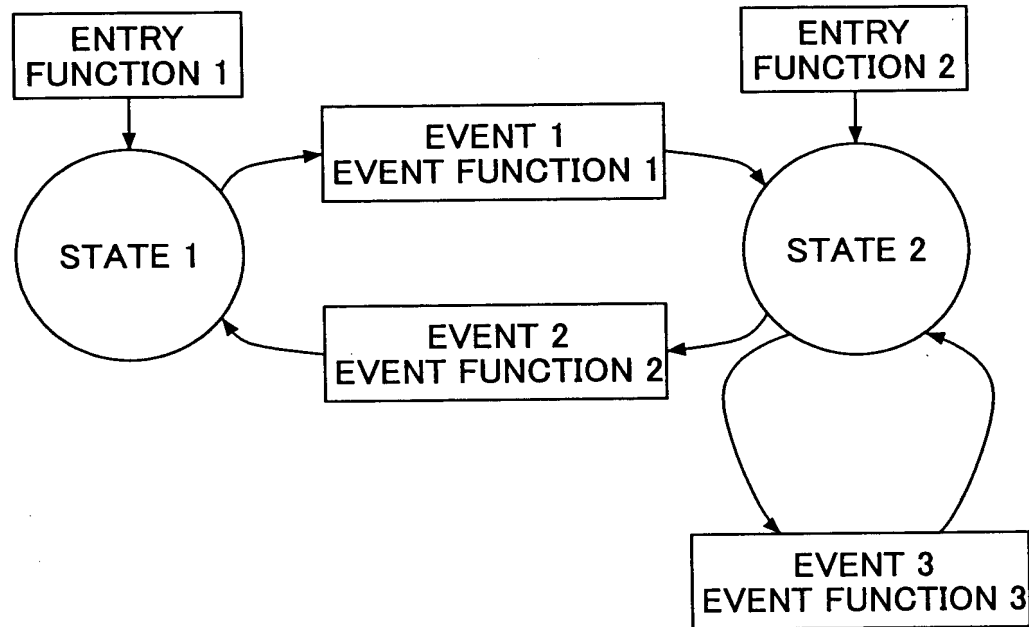 ENTRY
FUNCTION 1
ENTRY
FUNCTION 2
EVENT 1
EVENT FUNCTION 1
STATE 1
STATE 2
EVENT 2
EVENT FUNCTION 2
EVENT 3
EVENT FUNCTION 3